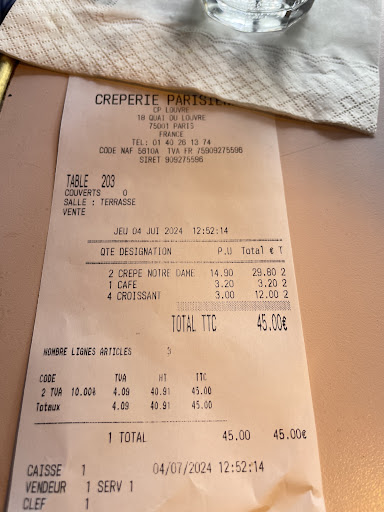 CREPERIE PARISIEN
CP LOUVRE
18 QUAI DU LOUVRE
75001 PARIS
FRANCE
TEL: 01 40 26 13 74
CODE NAF 5610A TVA FR 75909275596
SIRET 909275596
TABLE 203
COUVERTS 0
SALLE : TERRASSE
VENTE
JEU 04 JUI 2024 12:52:14
QTE DESIGNATION P.U Total € T
2 CREPE NOTRE DAME 14.90 29.80 2
1 CAFE 3.20 3.20 2
4 CROISSANT 3.00 12.00 2
TOTAL TTC 45.00€
NOMBRE LIGNES ARTICLES
CODE TVA HT TTC
2 TVA 10.00% 4.09 40.91 45.00
Totaux 4.09 40.91 45.00
1 TOTAL 45.00 45.00€
CAISSE 1 04/07/2024 12:52:14
VENDEUR 1 SERV 1
CLEF 1